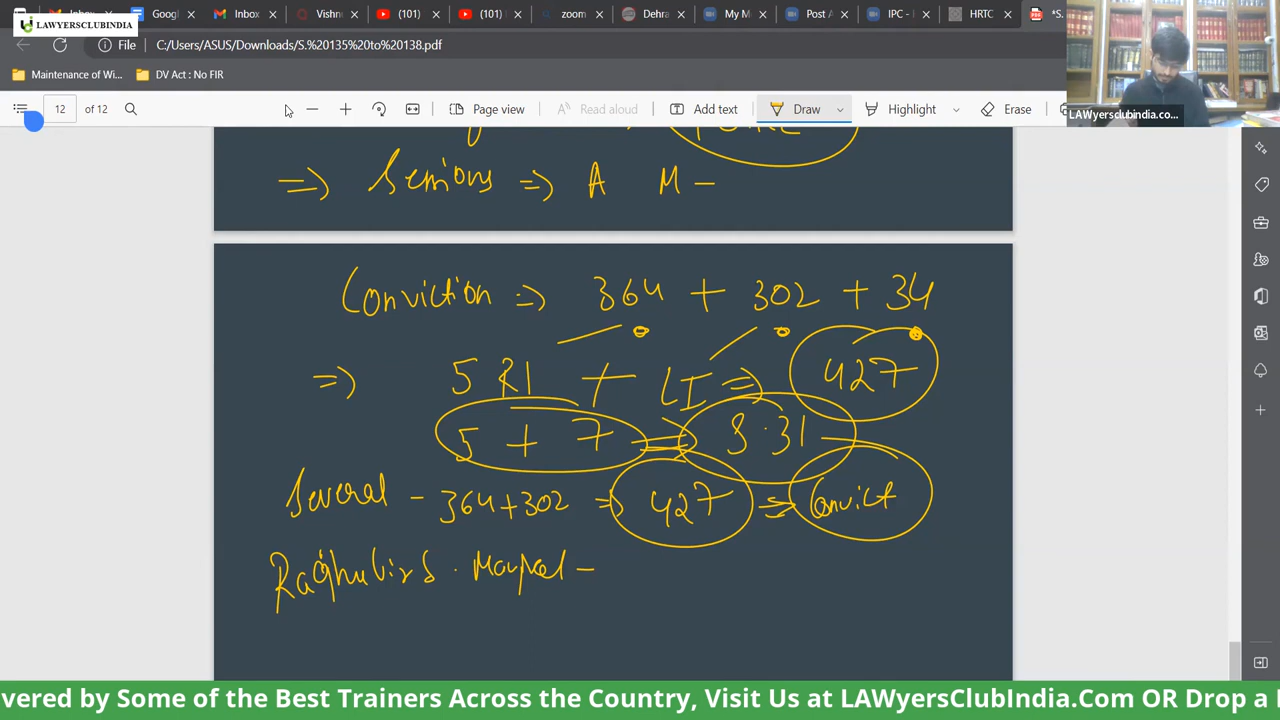 Inbox
Google
Inbox
Vishn
(101)
(101)
zoom
Dehra
My M
Post
IPC -
HRTC
*S.
LAWYERSCLUBINDIA
File
C:/Users/ASUS/Downloads/S.%20135%20to%20138.pdf
Maintenance of Wi...
DV Act : No FIR
12 of 12
Page view
Read aloud
Add text
Draw
Highlight
Erase
LAWyersclubindia.co...
=> Serious => A M -
Conviction => 364 + 302 + 34
=> 5 RI + LI => 427
5 + 7 => S.31
Several - 364+302 => 427 => Convict
Raghubir S.
vered by Some of the Best Trainers Across the Country, Visit Us at LAWyersClubIndia.Com OR Drop a